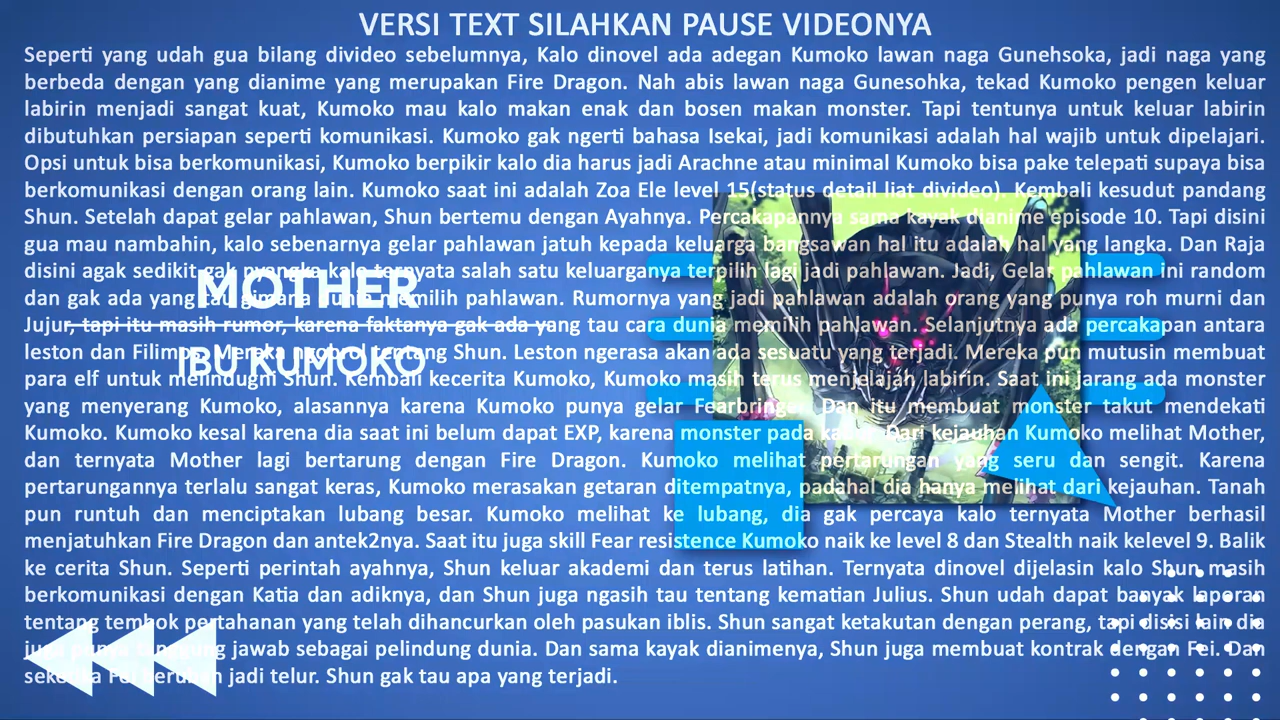 VERSI TEXT SILAHKAN PAUSE VIDEONYA
Seperti yang udah gua bilang divideo sebelumnya, Kalo dinovel ada adegan Kumoko lawan naga Gunehsoka, jadi naga yang
berbeda dengan yang dianime yang merupakan Fire Dragon. Nah abis lawan naga Gunesohka, tekad Kumoko pengen keluar
labirin menjadi sangat kuat, Kumoko mau kalo makan enak dan bosen makan monster. Tapi tentunya untuk keluar labirin
dibutuhkan persiapan seperti komunikasi. Kumoko gak ngerti bahasa Isekai, jadi komunikasi adalah hal wajib untuk dipelajari.
Opsi untuk bisa berkomunikasi, Kumoko berpikir kalo dia harus jadi Arachne atau minimal Kumoko bisa pake telepati supaya bisa
berkomunikasi dengan orang lain. Kumoko saat ini adalah Zoa Ele level 15(status detail liat divideo). Kembali kesudut pandang
Shun. Setelah dapat gelar pahlawan, Shun bertemu dengan Ayahnya. Percakapannya sama kayak dianime episode 10. Tapi disini
gua mau nambahin, kalo sebenarnya gelar pahlawan jatuh kepada keluarga bangsawan hal itu adalah hal yang langka. Dan Raja
disini agak sedikit gak nyangka kalo ternyata salah satu keluarganya terpilih lagi jadi pahlawan. Jadi, Gelar pahlawan ini random
dan gak ada yang tau gimana dunia memilih pahlawan. Rumornya yang jadi pahlawan adalah orang yang punya roh murni dan
Jujur, tapi itu masih rumor, karena faktanya gak ada yang tau cara dunia memilih pahlawan. Selanjutnya ada percakapan antara
leston dan Filimos. Mereka ngobrol tentang Shun. Leston ngerasa akan ada sesuatu yang terjadi. Mereka pun mutusin membuat
para elf untuk melindugni Shun. Kembali kecerita Kumoko, Kumoko masih terus menjelajah labirin. Saat ini jarang ada monster
yang menyerang Kumoko, alasannya karena Kumoko punya gelar Fearbringer. Dan itu membuat monster takut mendekati
Kumoko. Kumoko kesal karena dia saat ini belum dapat EXP, karena monster pada kabur. Dari kejauhan Kumoko melihat Mother,
dan ternyata Mother lagi bertarung dengan Fire Dragon. Kumoko melihat pertarungan yang seru dan sengit. Karena
pertarungannya terlalu sangat keras, Kumoko merasakan getaran ditempatnya, padahal dia hanya melihat dari kejauhan. Tanah
pun runtuh dan menciptakan lubang besar. Kumoko melihat ke lubang, dia gak percaya kalo ternyata Mother berhasil
menjatuhkan Fire Dragon dan antek2nya. Saat itu juga skill Fear resistence Kumoko naik ke level 8 dan Stealth naik kelevel 9. Balik
ke cerita Shun. Seperti perintah ayahnya, Shun keluar akademi dan terus latihan. Ternyata dinovel dijelasin kalo Shun masih
berkomunikasi dengan Katia dan adiknya, dan Shun juga ngasih tau tentang kematian Julius. Shun udah dapat banyak laporan
tentang tembok pertahanan yang telah dihancurkan oleh pasukan iblis. Shun sangat ketakutan dengan perang, tapi disisi lain dia
juga punya tanggung jawab sebagai pelindung dunia. Dan sama kayak dianimenya, Shun juga membuat kontrak dengan Fei. Dan
seketika Fei berubah jadi telur. Shun gak tau apa yang terjadi.
MOTHER
IBU KUMOKO